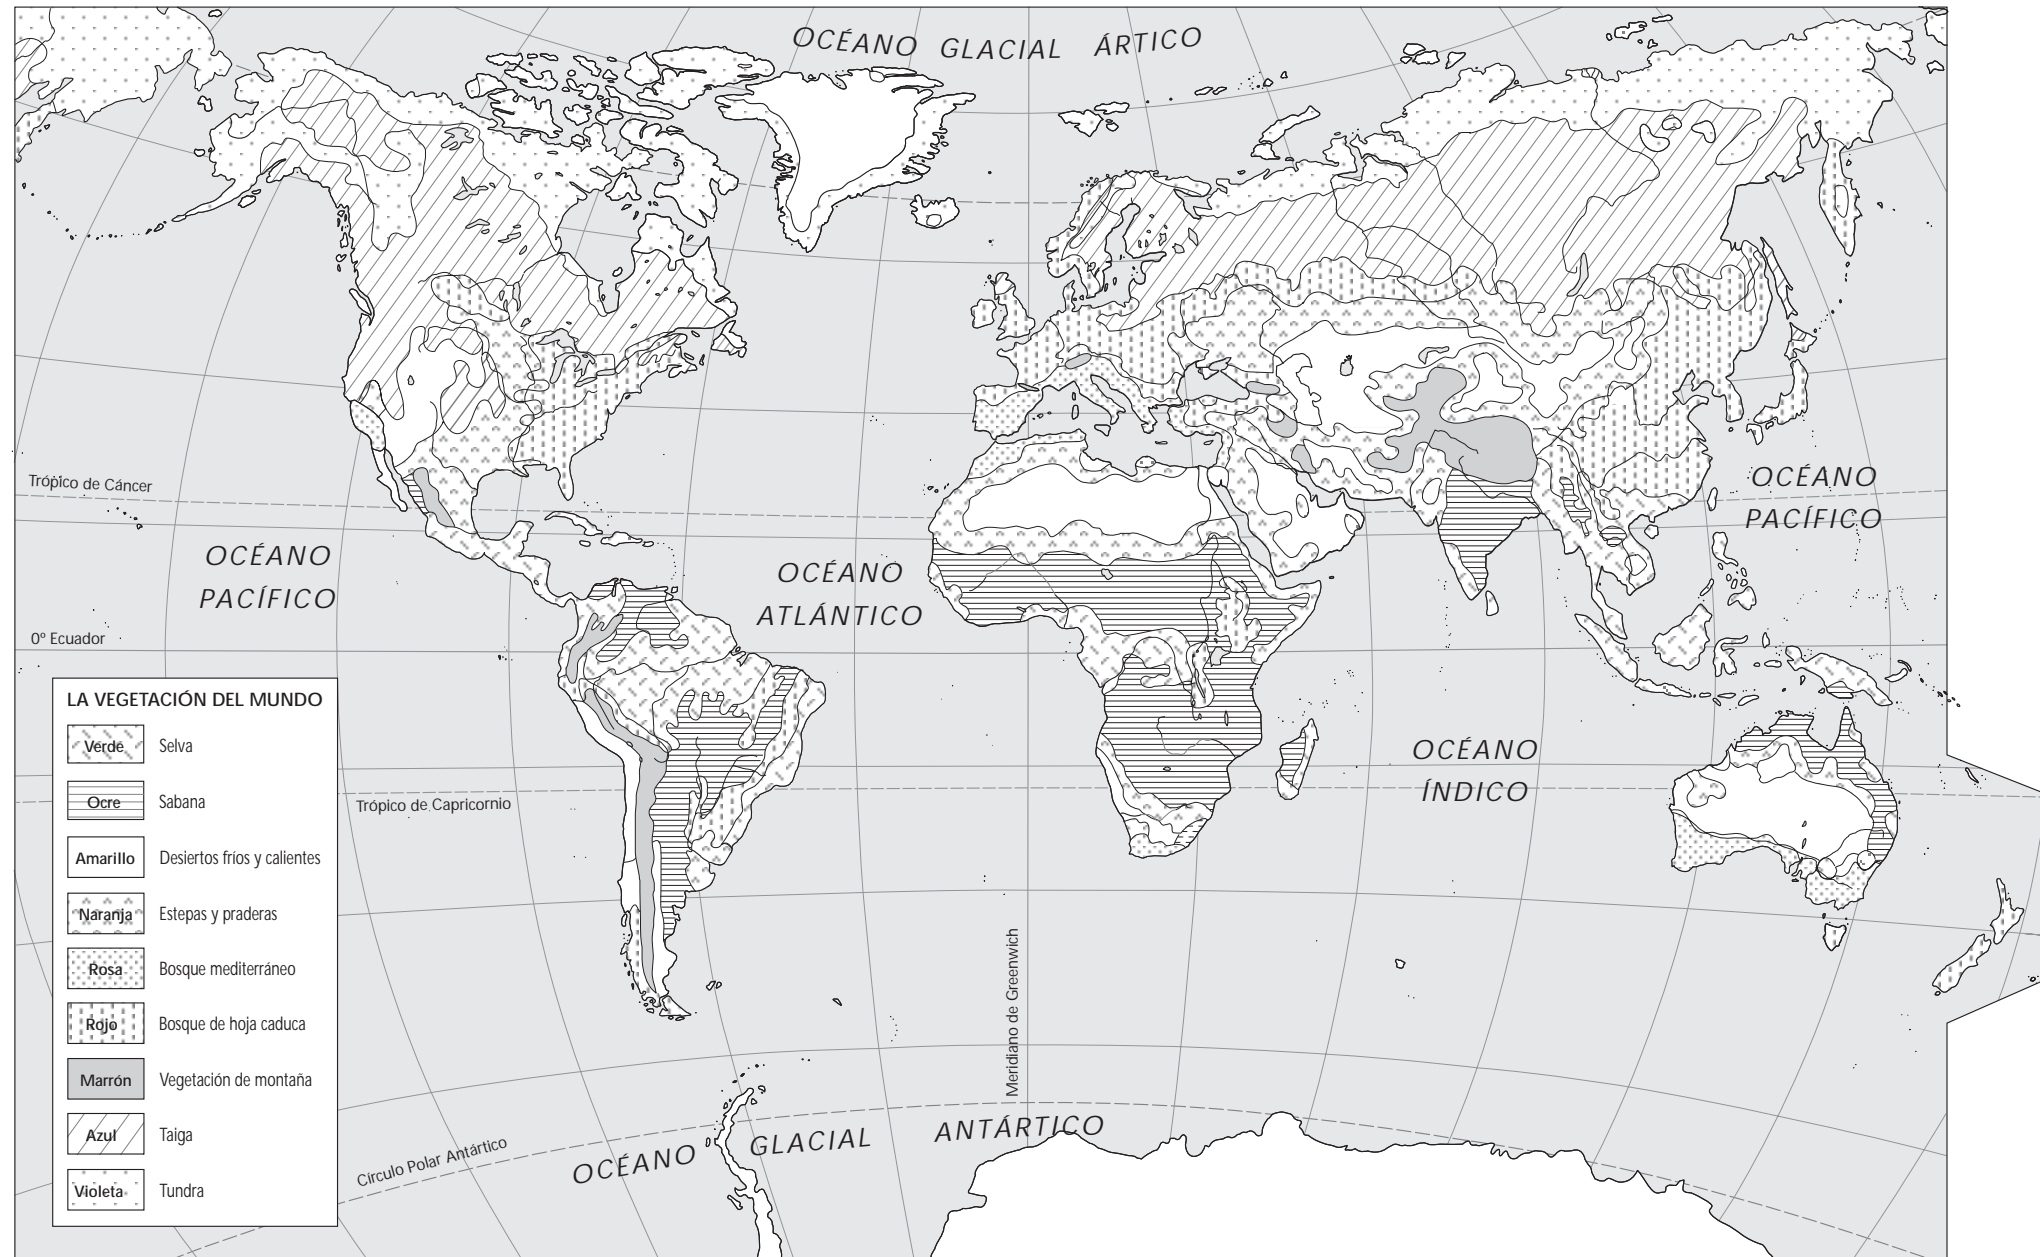 OCÉANO GLACIAL ÁRTICO
Trópico de Cáncer
OCÉANO
PACÍFICO
OCÉANO
PACÍFICO
OCÉANO
ATLÁNTICO
0º Ecuador
LA VEGETACIÓN DEL MUNDO
Verde Selva
Ocre Sabana
Amarillo Desiertos fríos y calientes
Naranja Estepas y praderas
Rosa Bosque mediterráneo
Rojo Bosque de hoja caduca
Marrón Vegetación de montaña
Azul Taiga
Violeta Tundra
OCÉANO
ÍNDICO
Trópico de Capricornio
Meridiano de Greenwich
Círculo Polar Antártico
OCÉANO GLACIAL ANTÁRTICO